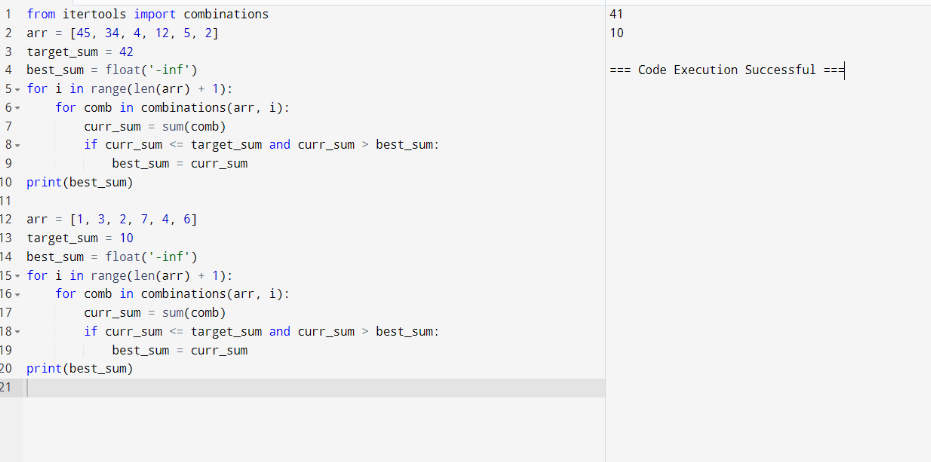 1 from itertools import combinations
2 arr = [45, 34, 4, 12, 5, 2]
3 target_sum = 42
4 best_sum = float('-inf')
5 for i in range(len(arr) + 1):
6     for comb in combinations(arr, i):
7         curr_sum = sum(comb)
8         if curr_sum <= target_sum and curr_sum > best_sum:
9             best_sum = curr_sum
10 print(best_sum)
11
12 arr = [1, 3, 2, 7, 4, 6]
13 target_sum = 10
14 best_sum = float('-inf')
15 for i in range(len(arr) + 1):
16     for comb in combinations(arr, i):
17         curr_sum = sum(comb)
18         if curr_sum <= target_sum and curr_sum > best_sum:
19             best_sum = curr_sum
20 print(best_sum)
21
41
10
=== Code Execution Successful ===